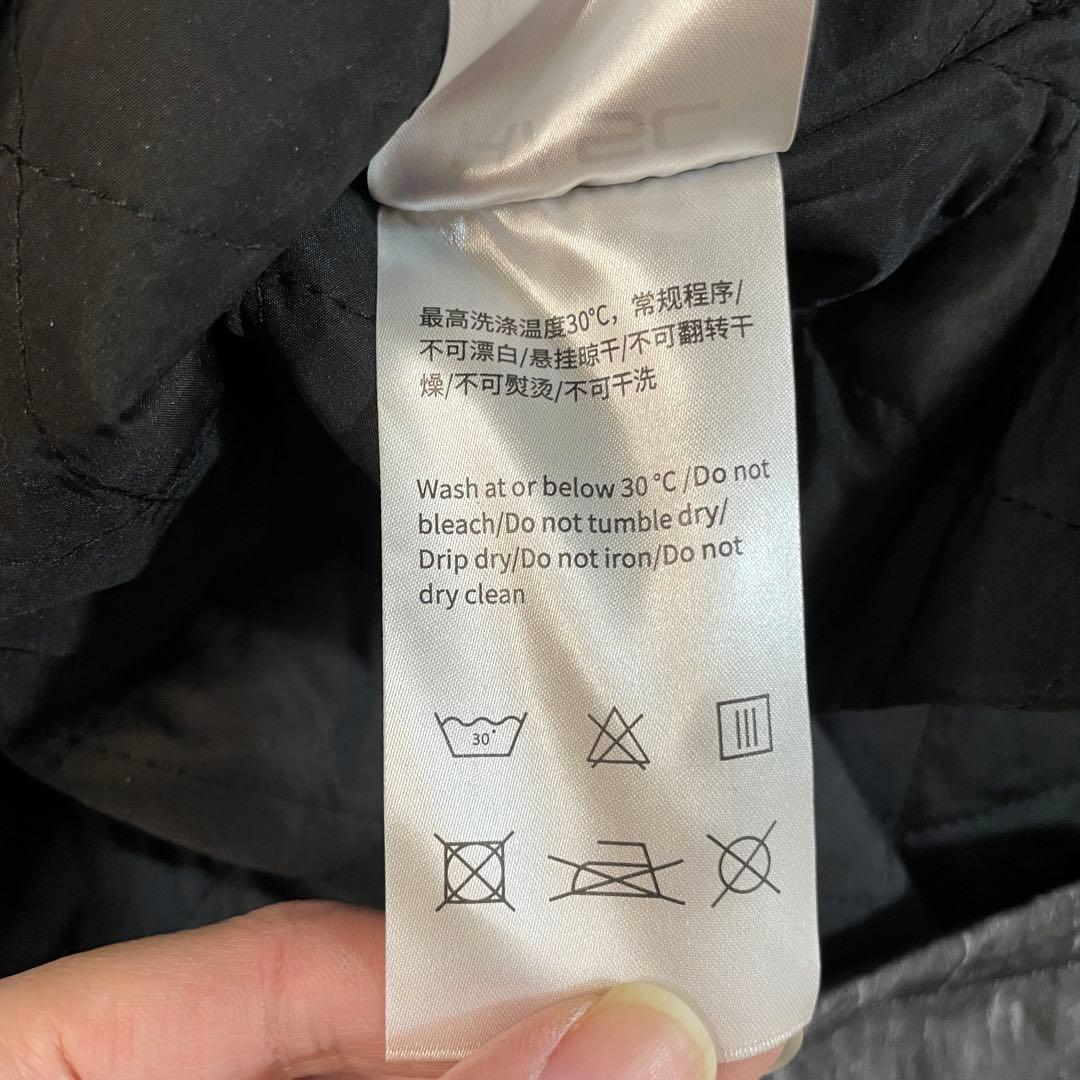 最高洗涤温度30℃，常规程序/
不可漂白/悬挂晾干/不可翻转干
燥/不可熨烫/不可干洗
Wash at or below 30 °C /Do not
bleach/Do not tumble dry/
Drip dry/Do not iron/Do not
dry clean
30°